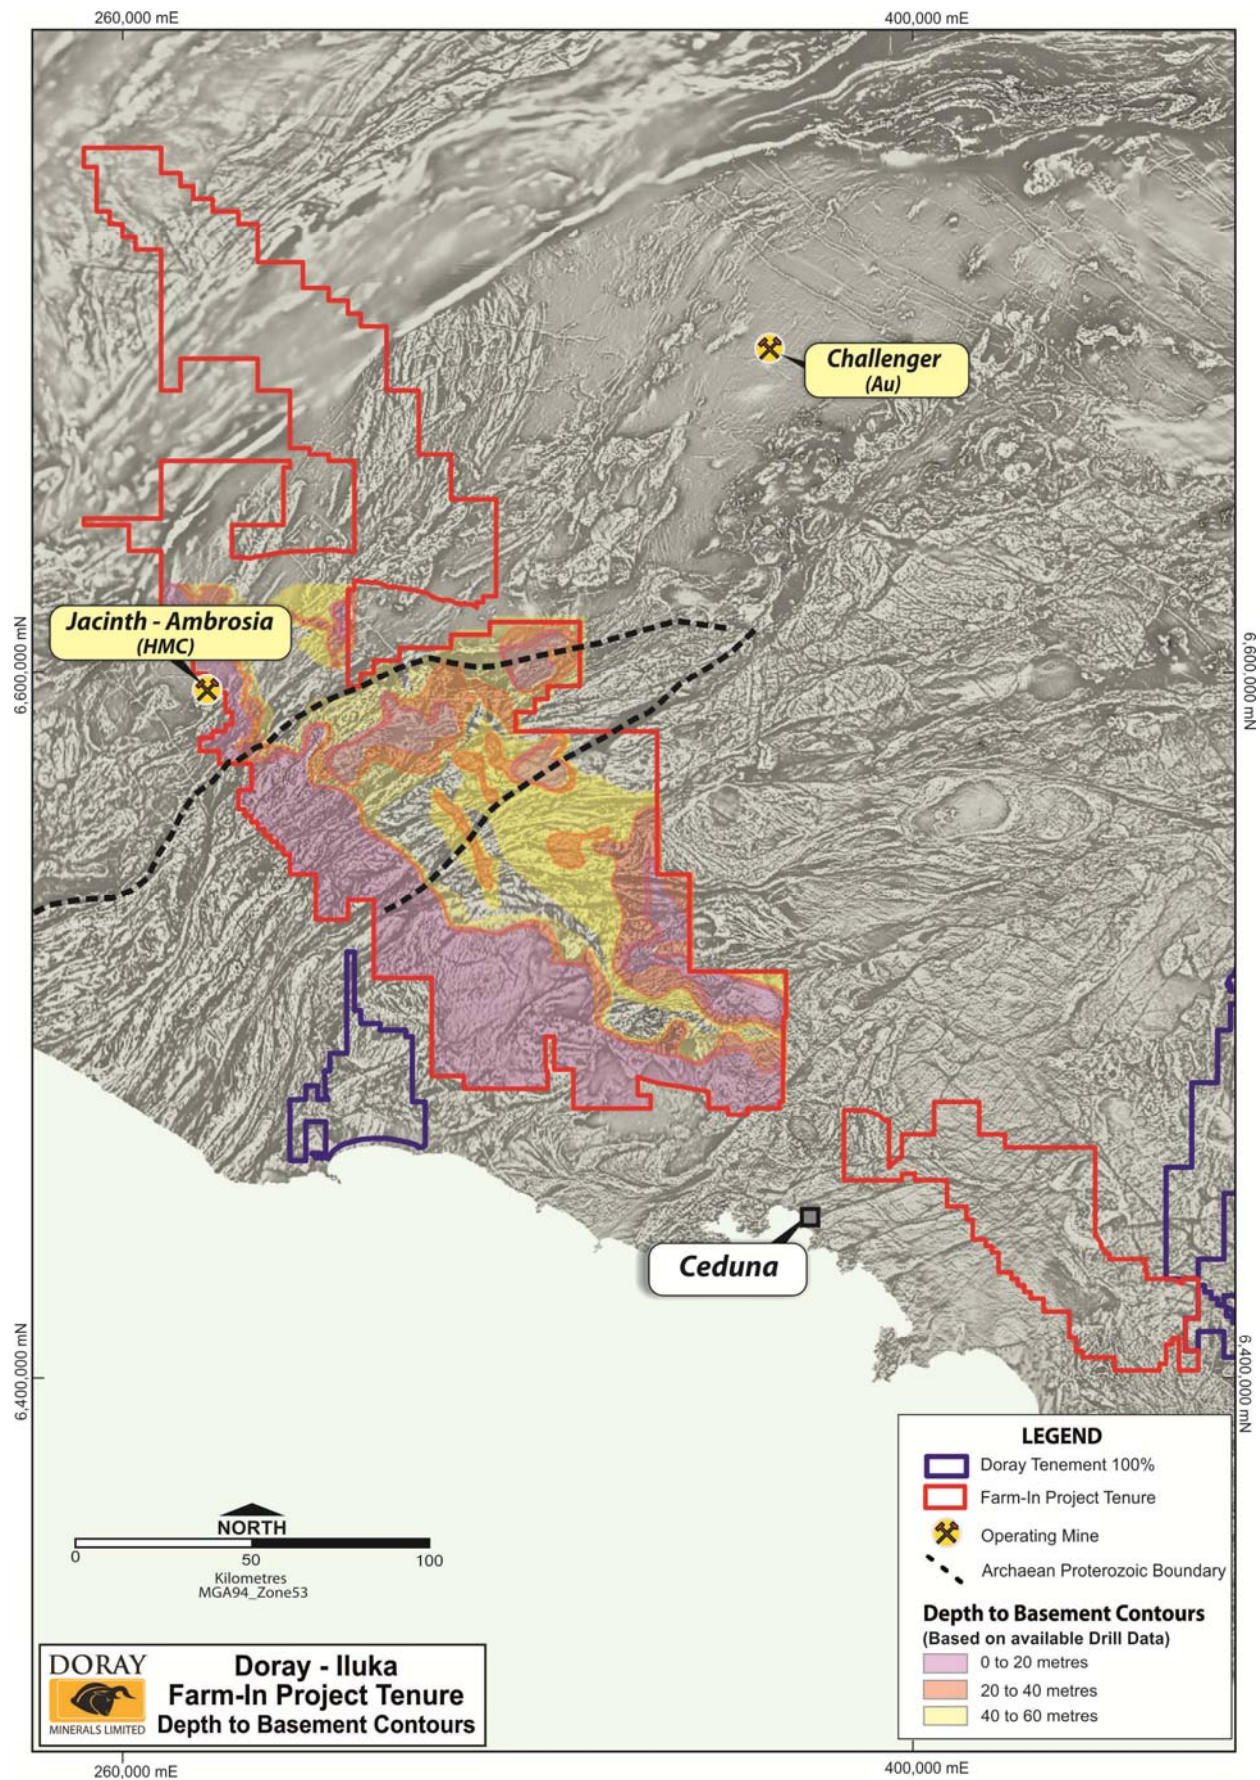 260,000 mE
400,000 mE
Challenger
(Au)
Jacinth - Ambrosia
(HMC)
6,600,000 mN
6,600,000 mN
Ceduna
6,400,000 mN
6,400,000 mN
NORTH
0
50
100
Kilometres
MGA94_Zone53
LEGEND
Doray Tenement 100%
Farm-In Project Tenure
Operating Mine
Archaean Proterozoic Boundary
Depth to Basement Contours
(Based on available Drill Data)
0 to 20 metres
20 to 40 metres
40 to 60 metres
DORAY
MINERALS LIMITED
Doray - Iluka
Farm-In Project Tenure
Depth to Basement Contours
260,000 mE
400,000 mE